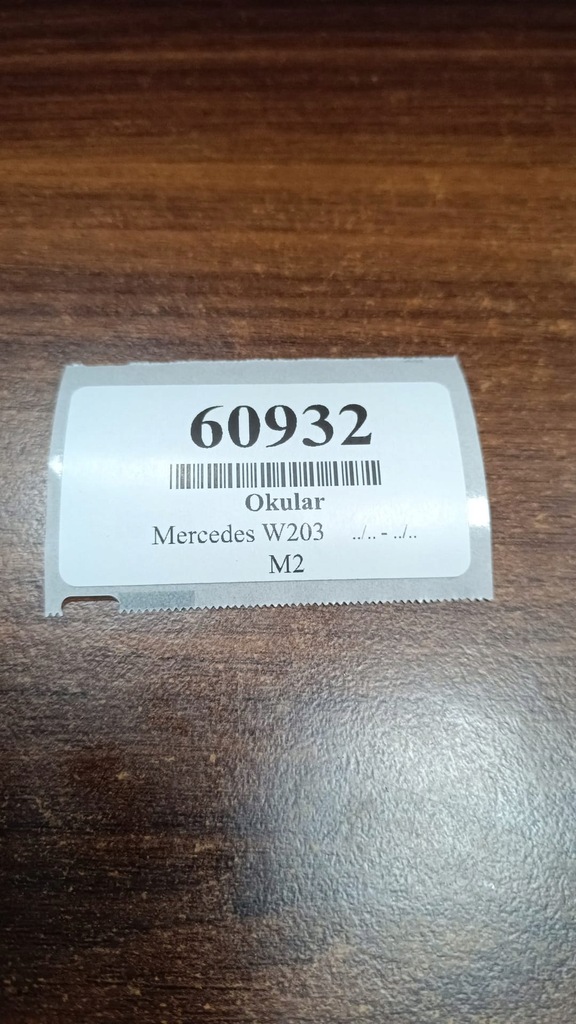 60932
Okular
Mercedes W203 ../.. - ../..
M2